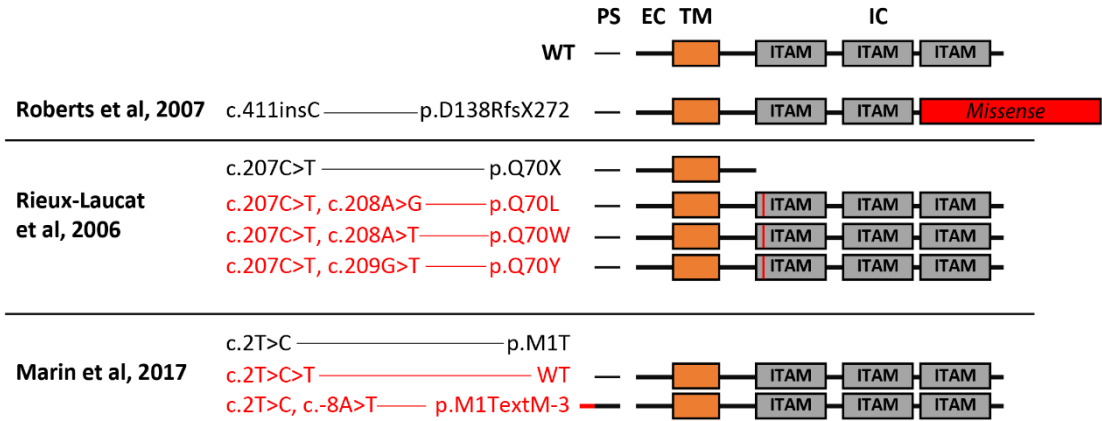 PS EC TM IC
WT ITAM ITAM ITAM
Roberts et al, 2007 c.411insC p.D138RfsX272 ITAM ITAM Missense
c.207C>T p.Q70X
Rieux-Laucat
et al, 2006
c.207C>T, c.208A>G p.Q70L ITAM ITAM ITAM
c.207C>T, c.208A>T p.Q70W ITAM ITAM ITAM
c.207C>T, c.209G>T p.Q70Y ITAM ITAM ITAM
c.2T>C p.M1T
Marin et al, 2017 c.2T>C>T WT ITAM ITAM ITAM
c.2T>C, c.-8A>T p.M1TextM-3 ITAM ITAM ITAM